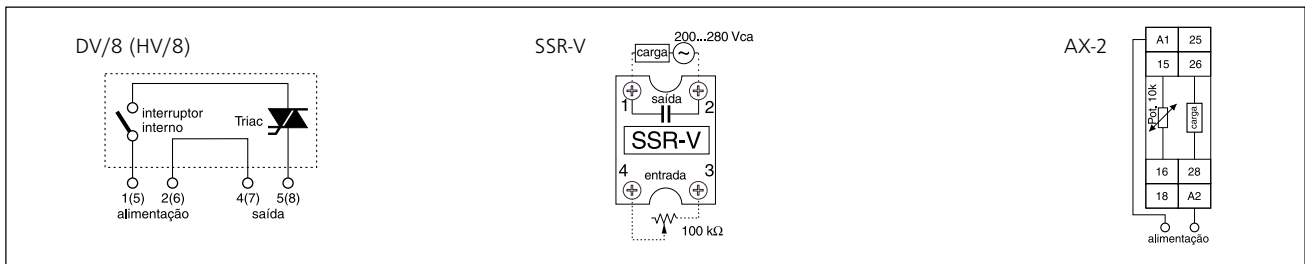 DV/8 (HV/8)
interruptor
interno
Triac
1(5)
2(6)
4(7)
5(8)
alimentação
saída
SSR-V
200...280 Vca
carga
~
1
saída
2
SSR-V
4
entrada
3
100 kΩ
AX-2
A1 25
15 26
Pot. 10k
carga
16 28
18 A2
alimentação